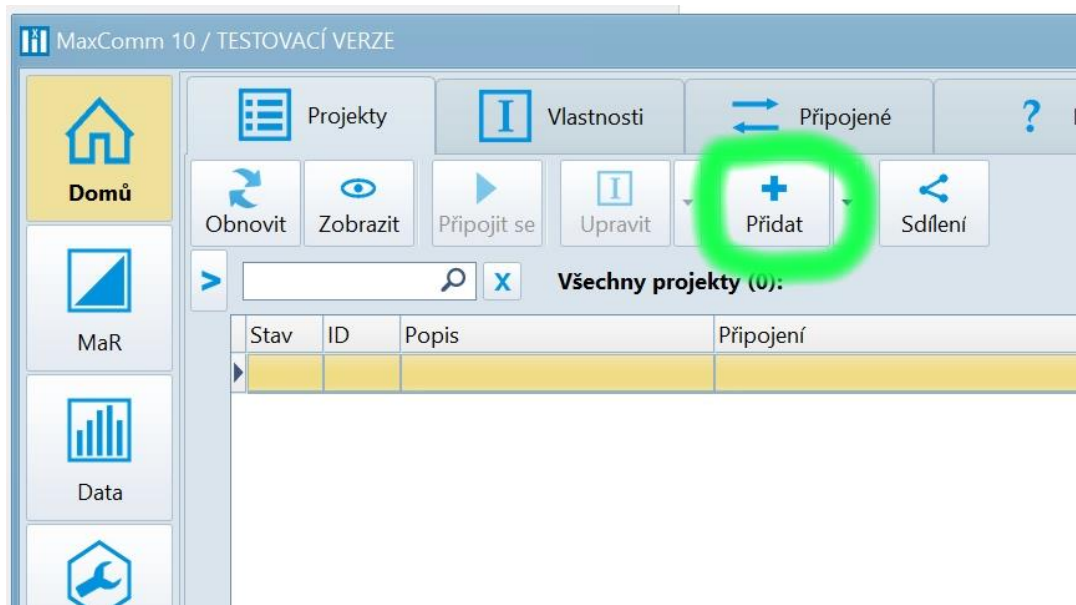 MaxComm 10 / TESTOVACÍ VERZE
Domů
MaR
Data
Projekty
Vlastnosti
Připojené
?
Obnovit
Zobrazit
Připojit se
Upravit
Přidat
Sdílení
> X Všechny projekty (0):
Stav ID Popis Připojení